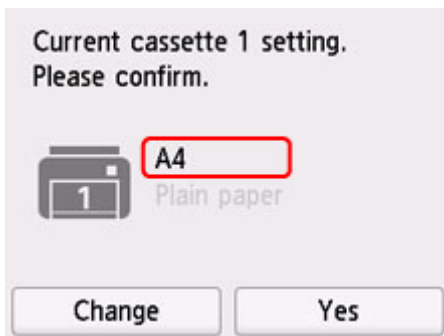 Current cassette 1 setting.
Please confirm.
A4
1
Plain paper
Change
Yes